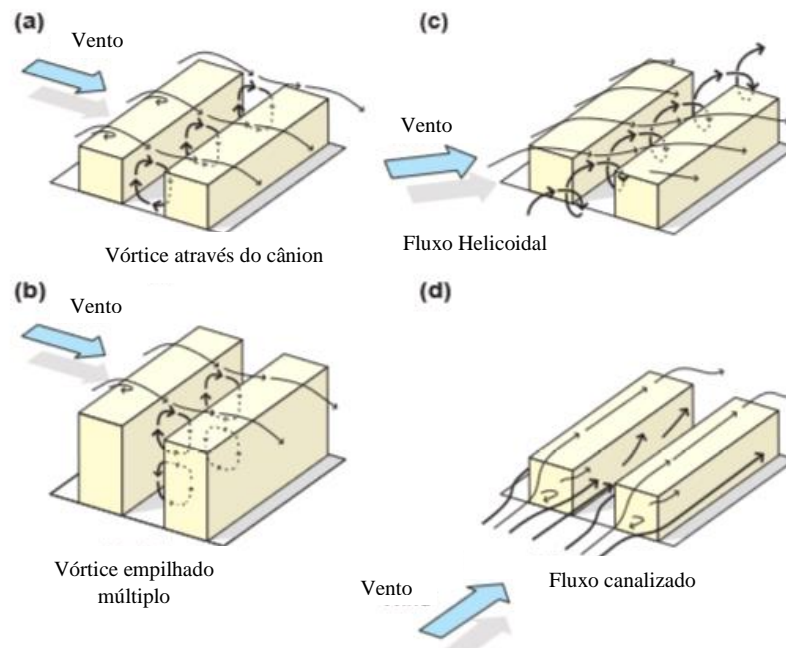 (a)
Vento
Vórtice através do cânion
(b)
Vento
Vórtice empilhado
múltiplo
(c)
Vento
Fluxo Helicoidal
(d)
Fluxo canalizado
Vento